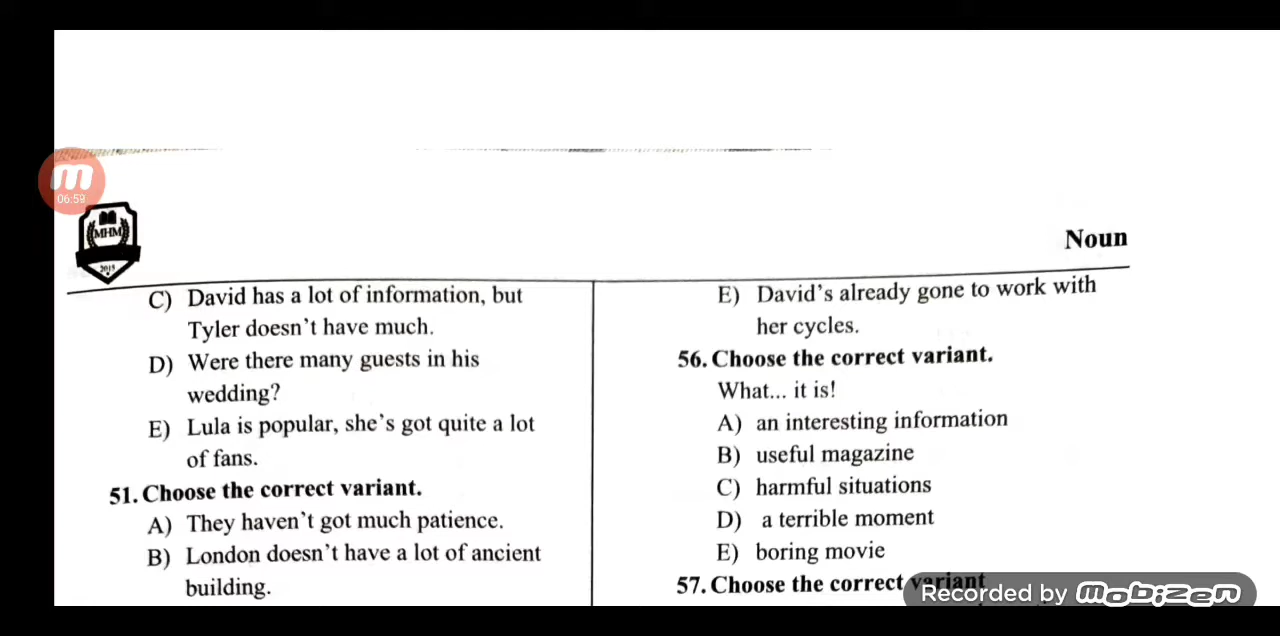 06:59
MHM
2015
Noun
C) David has a lot of information, but
Tyler doesn't have much.
D) Were there many guests in his
wedding?
E) Lula is popular, she's got quite a lot
of fans.
51. Choose the correct variant.
A) They haven't got much patience.
B) London doesn't have a lot of ancient
building.
E) David's already gone to work with
her cycles.
56. Choose the correct variant.
What... it is!
A) an interesting information
B) useful magazine
C) harmful situations
D) a terrible moment
E) boring movie
57. Choose the correct variant
Recorded by mobizen